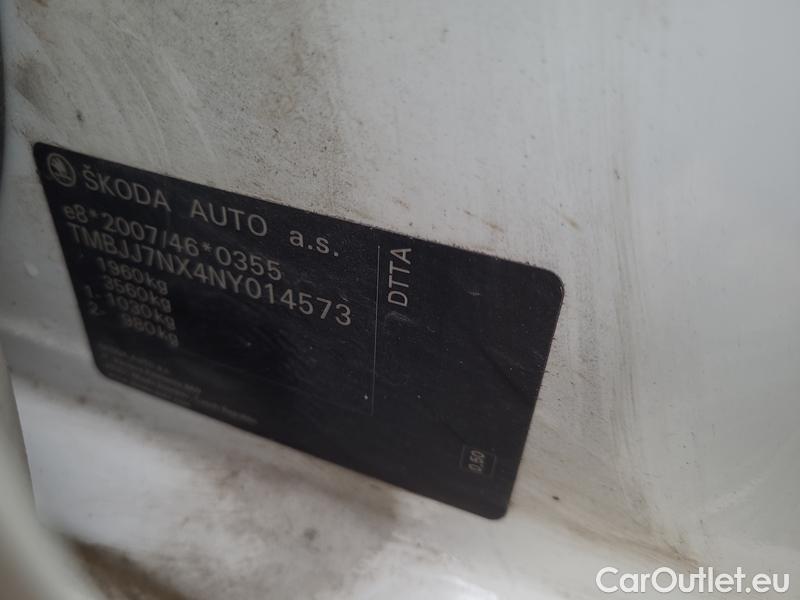 ŠKODA AUTO a.s.
e8*2007/46*0355
TMBJJ7NX4NY014573
1960kg
3560kg
1- 1030kg
2- 980kg
DTTA
0,50
CarOutlet.eu